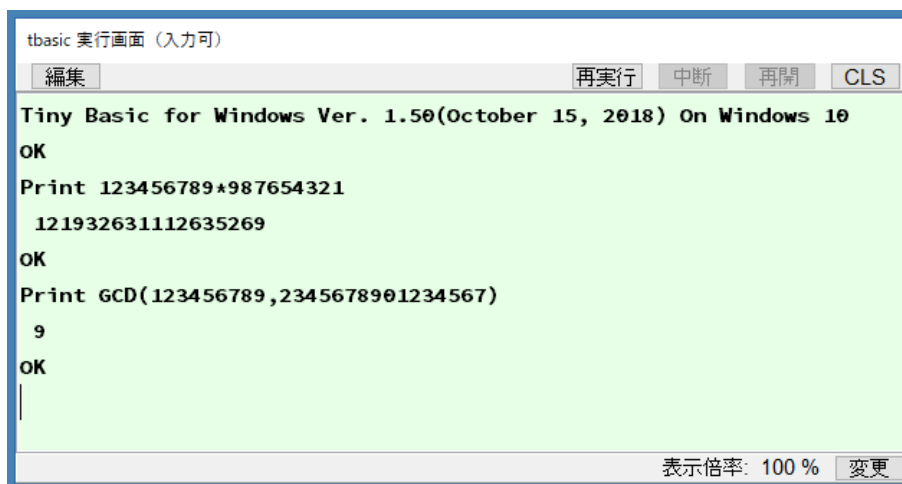 tbasic 実行画面（入力可）
編集 再実行 中断 再開 CLS
Tiny Basic for Windows Ver. 1.50(October 15, 2018) On Windows 10
OK
Print 123456789*987654321
121932631112635269
OK
Print GCD(123456789,2345678901234567)
9
OK
表示倍率: 100 % 変更